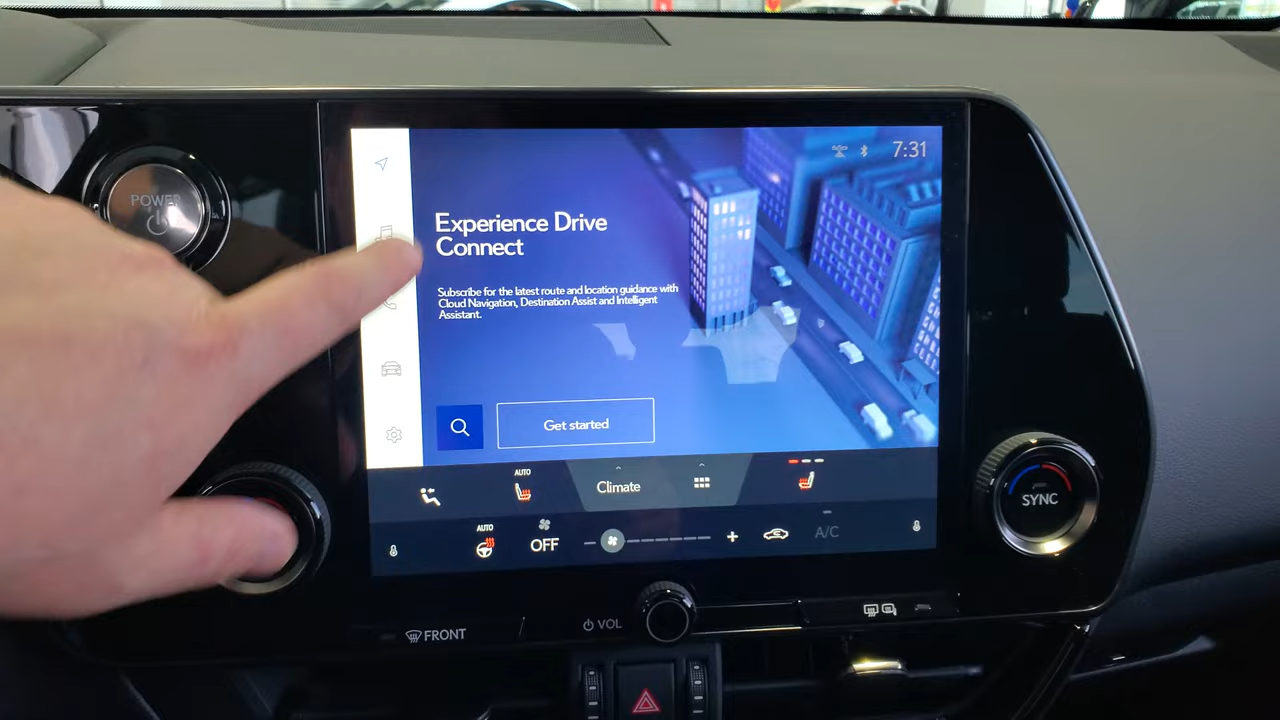 7:31
POWER
Experience Drive
Connect
Subscribe for the latest route and location guidance with
Cloud Navigation, Destination Assist and Intelligent
Assistant.
Get started
AUTO
Climate
SYNC
AUTO
OFF
A/C
FRONT
VOL